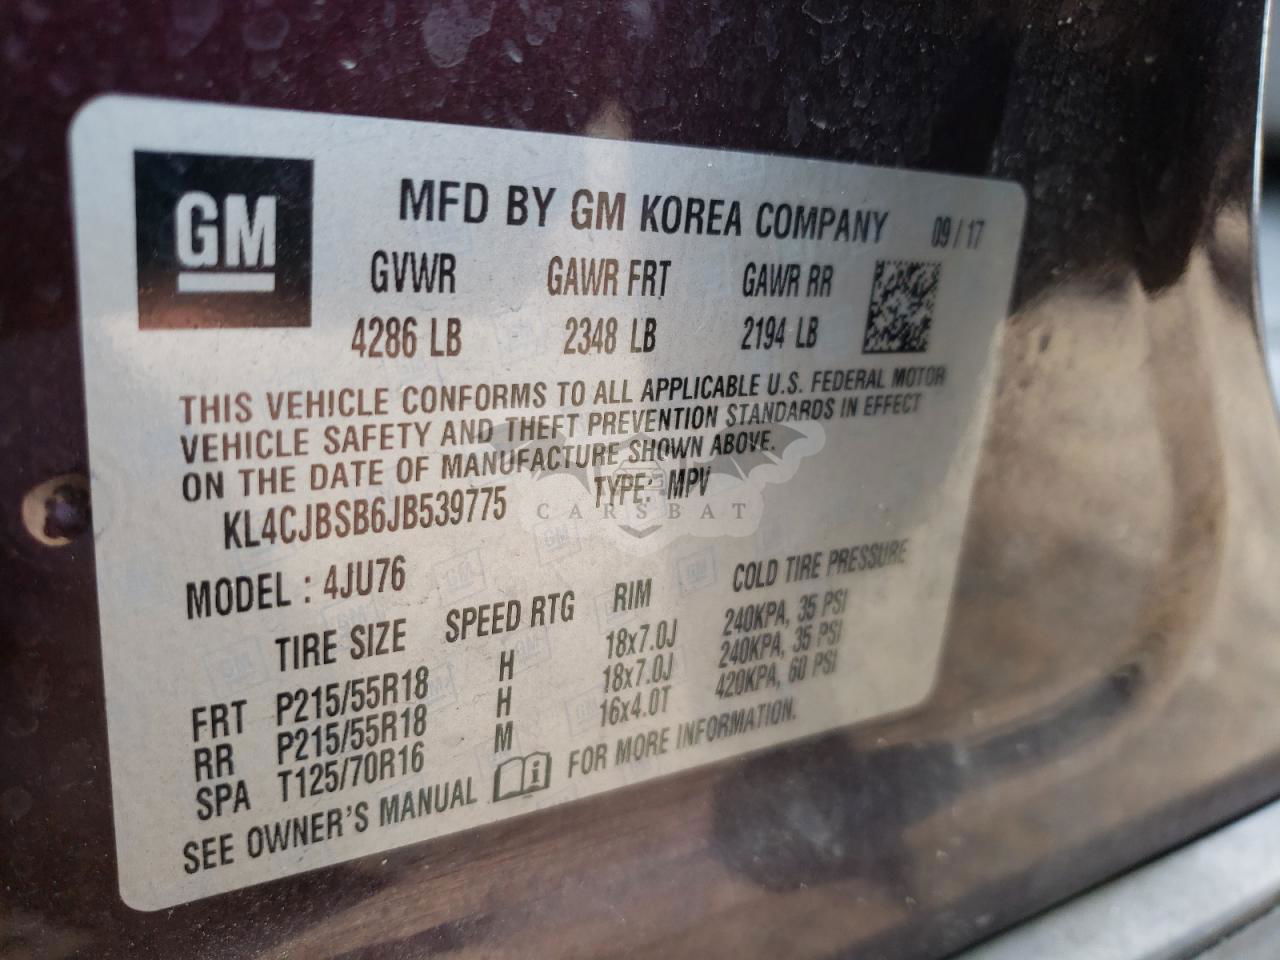 GM
MFD BY GM KOREA COMPANY 09 / 17
GVWR GAWR FRT GAWR RR
4286 LB 2348 LB 2194 LB
THIS VEHICLE CONFORMS TO ALL APPLICABLE U.S. FEDERAL MOTOR
VEHICLE SAFETY AND THEFT PREVENTION STANDARDS IN EFFECT
ON THE DATE OF MANUFACTURE SHOWN ABOVE.
KL4CJBSB6JB539775 TYPE: MPV
CARSBAT
MODEL : 4JU76
TIRE SIZE SPEED RTG RIM COLD TIRE PRESSURE
FRT P215/55R18 H 18x7.0J 240KPA, 35 PSI
RR P215/55R18 H 18x7.0J 240KPA, 35 PSI
SPA T125/70R16 M 16x4.0T 420KPA, 60 PSI
SEE OWNER'S MANUAL FOR MORE INFORMATION.